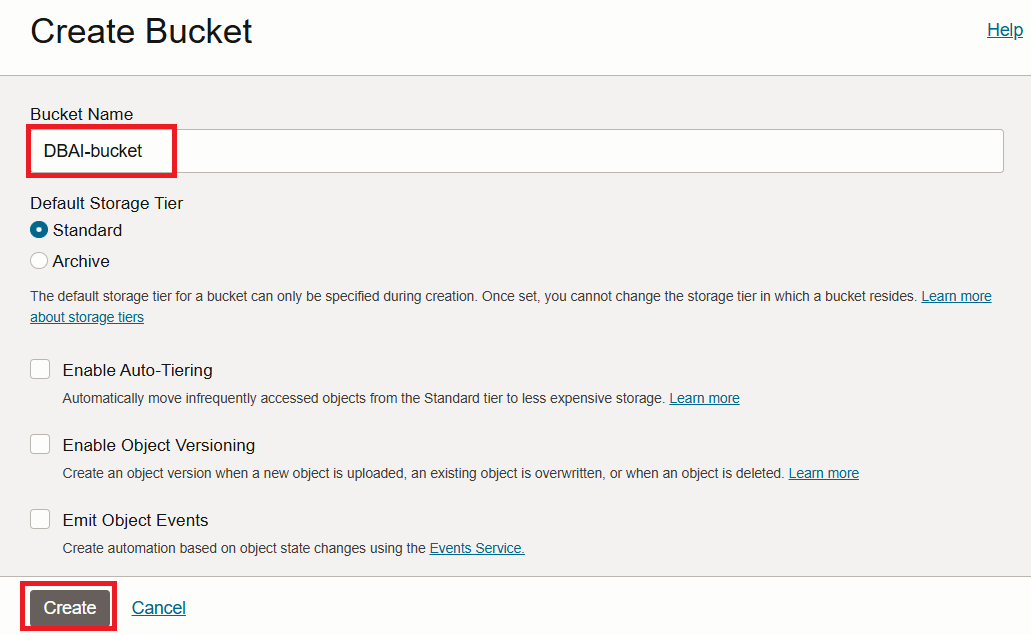 Create Bucket
Help
Bucket Name
DBAI-bucket
Default Storage Tier
Standard
Archive
The default storage tier for a bucket can only be specified during creation. Once set, you cannot change the storage tier in which a bucket resides. Learn more
about storage tiers
Enable Auto-Tiering
Automatically move infrequently accessed objects from the Standard tier to less expensive storage. Learn more
Enable Object Versioning
Create an object version when a new object is uploaded, an existing object is overwritten, or when an object is deleted. Learn more
Emit Object Events
Create automation based on object state changes using the Events Service.
Create Cancel